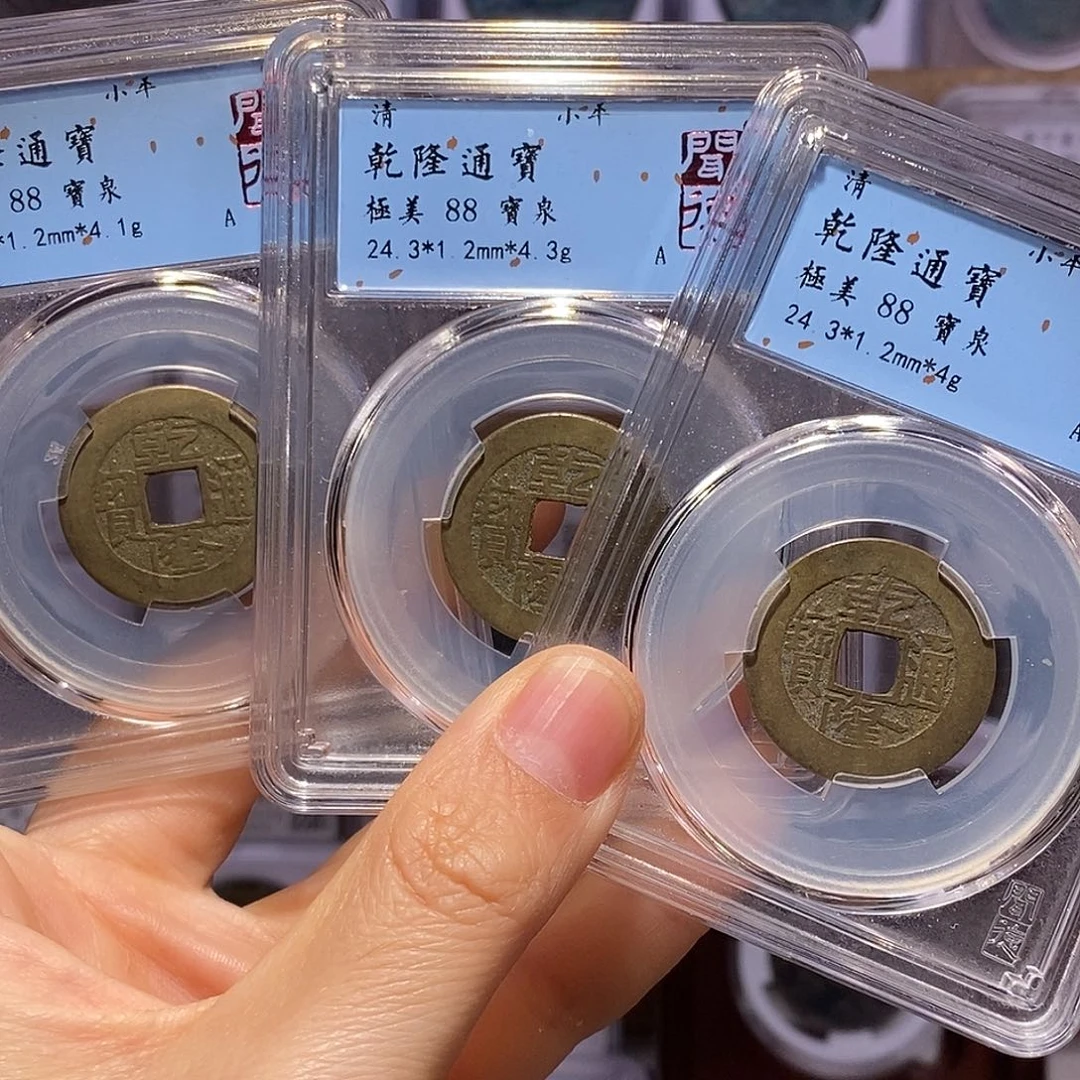 小平
通寶
88 寶泉
*1.2mm*4.1g
A
清 小平
乾隆通寶
極美 88 寶泉
24.3*1.2mm*4.3g
A
清 小平
乾隆通寶
極美 88 寶泉
24.3*1.2mm*4g
A
乾
通
隆
寶
乾
隆
寶
乾
通
隆
寶